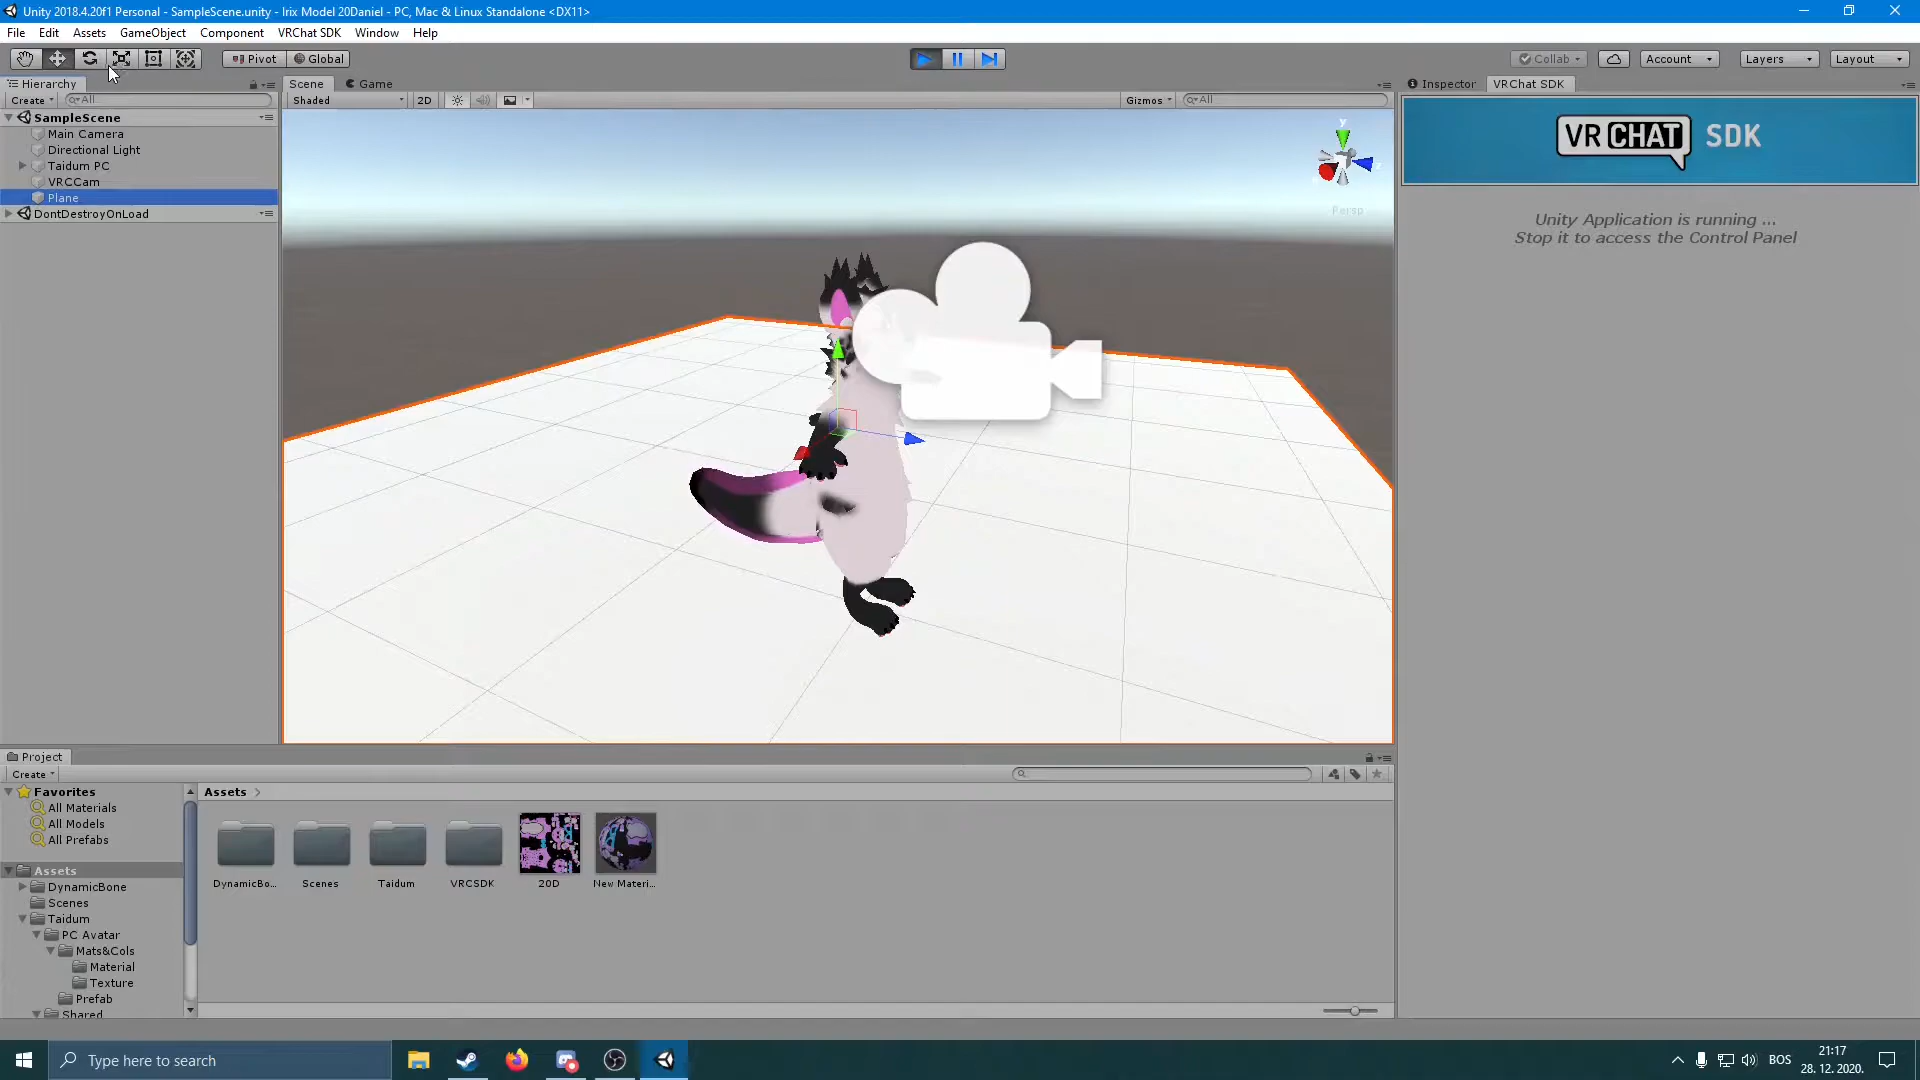 Unity 2018.4.20f1 Personal - SampleScene.unity - Irix Model 20Daniel - PC, Mac & Linux Standalone <DX11>
File Edit Assets GameObject Component VRChat SDK Window Help
Pivot Global Collab Account Layers Layout
Hierarchy
Create All
SampleScene
Main Camera
Directional Light
Taidum PC
VRCCam
Plane
DontDestroyOnLoad
Scene Game
Shaded 2D Gizmos All
y
z
Persp
Inspector VRChat SDK
VR CHAT SDK
Unity Application is running ...
Stop it to access the Control Panel
Project
Create
Favorites
All Materials
All Models
All Prefabs
Assets
DynamicBone
Scenes
Taidum
PC Avatar
Mats&Cols
Material
Texture
Prefab
Shared
Assets
DynamicBo... Scenes Taidum VRCSDK 20D New Materi...
Type here to search
BOS
21:17
28. 12. 2020.